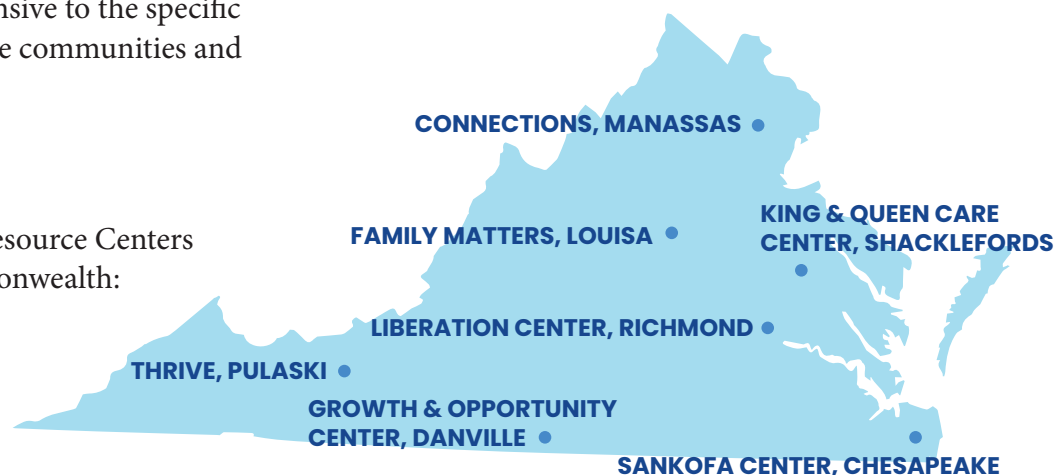 nsive to the specific
e communities and
esource Centers
onwealth:
CONNECTIONS, MANASSAS
KING & QUEEN CARE
CENTER, SHACKLEFORDS
FAMILY MATTERS, LOUISA
LIBERATION CENTER, RICHMOND
THRIVE, PULASKI
GROWTH & OPPORTUNITY
CENTER, DANVILLE
SANKOFA CENTER, CHESAPEAKE